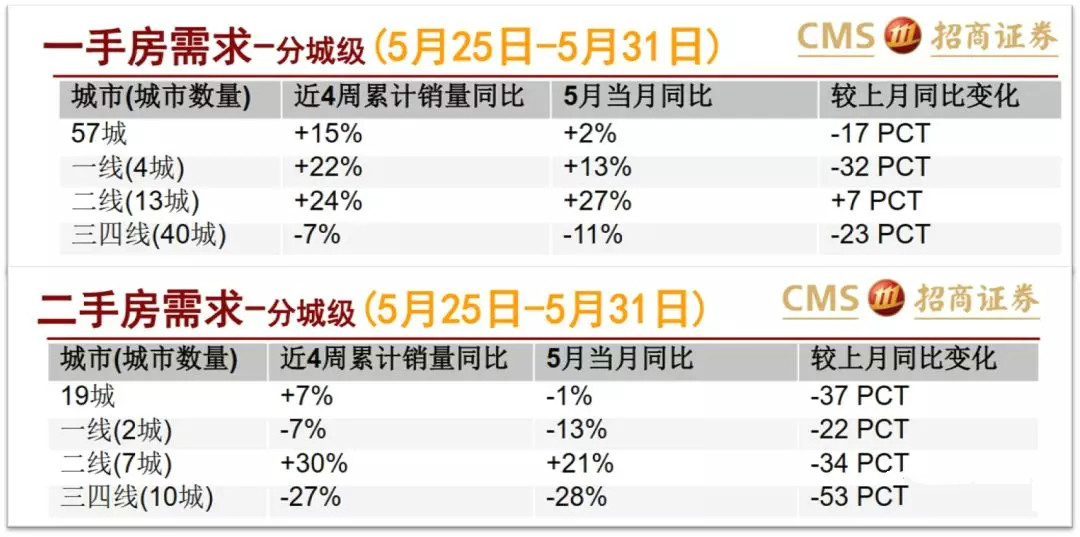 一手房需求-分城级(5月25日-5月31日) CMS 招商证券
城市(城市数量) 近4周累计销量同比 5月当月同比 较上月同比变化
57城 +15% +2% -17 PCT
一线(4城) +22% +13% -32 PCT
二线(13城) +24% +27% +7 PCT
三四线(40城) -7% -11% -23 PCT
二手房需求-分城级(5月25日-5月31日) CMS 招商证券
城市(城市数量) 近4周累计销量同比 5月当月同比 较上月同比变化
19城 +7% -1% -37 PCT
一线(2城) -7% -13% -22 PCT
二线(7城) +30% +21% -34 PCT
三四线(10城) -27% -28% -53 PCT